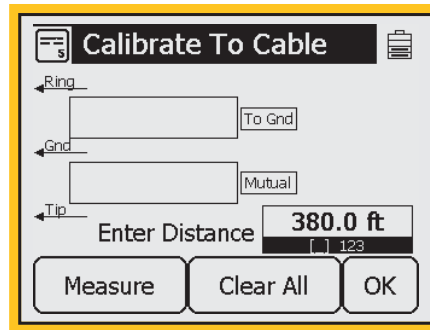 Calibrate To Cable
Ring
To Gnd
Gnd
Mutual
Tip
Enter Distance 380.0 ft
[_] 123
Measure Clear All OK